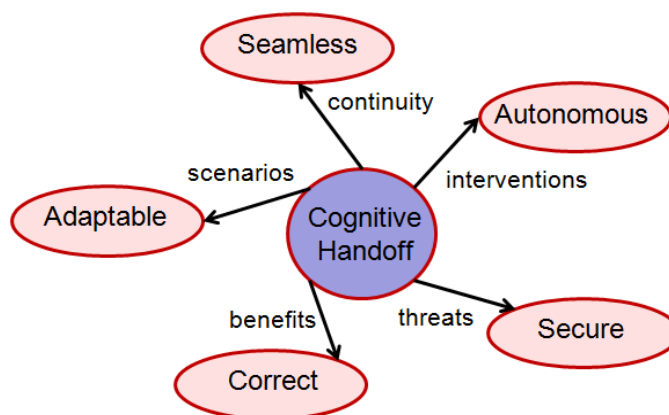 Seamless
continuity
Autonomous
scenarios
interventions
Adaptable
Cognitive
Handoff
benefits
threats
Secure
Correct